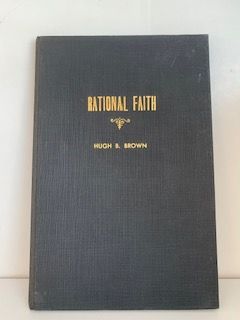 RATIONAL FAITH
HUGH B. BROWN